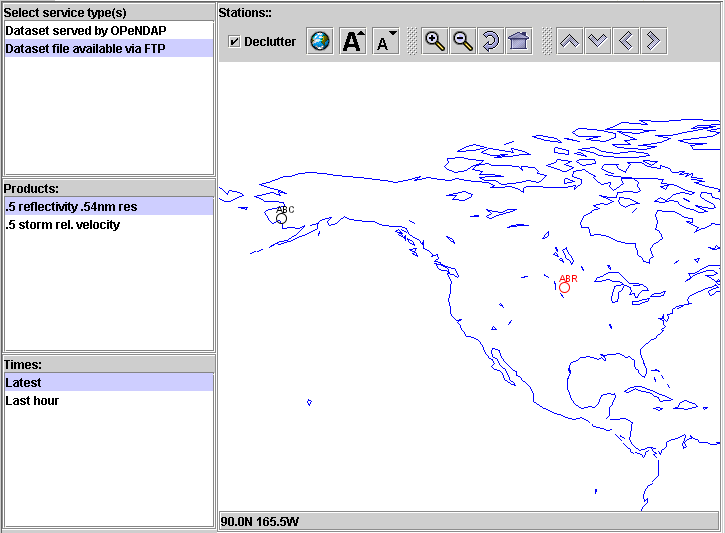 Select service type(s)
Dataset served by OPeNDAP
Dataset file available via FTP
Products:
.5 reflectivity .54nm res
.5 storm rel. velocity
Times:
Latest
Last hour
Stations::
Declutter
A
A
ABC
ABR
90.0N 165.5W